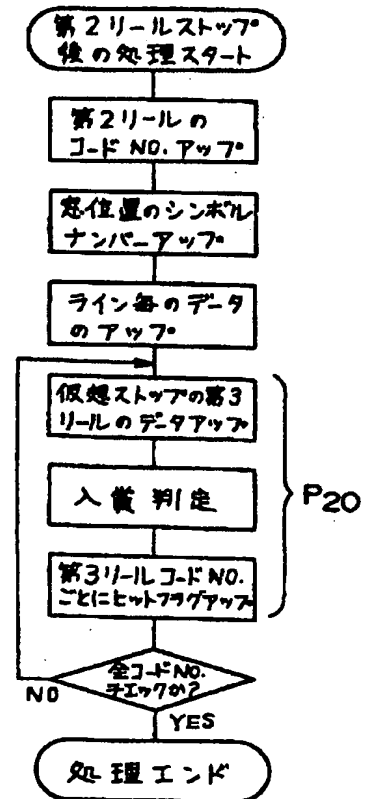 第2リールストップ
後の処理スタート
第2リールの
コードNO.アップ
窓位置のシンボル
ナンバーアップ
ライン毎のデータ
のアップ
仮想ストップの第3
リールのデータアップ
入賞判定
P20
第3リールコードNO.
ごとにヒットフラグアップ
全コードNO.
チェックか?
NO
YES
処理エンド